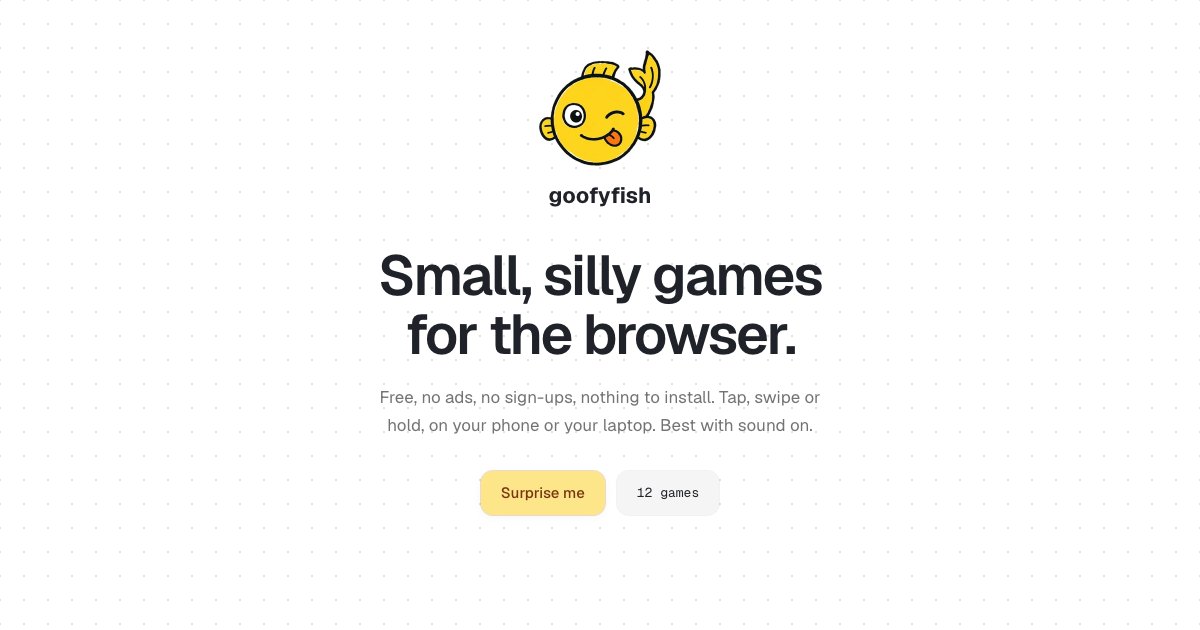 goofyfish
Small, silly games
for the browser.
Free, no ads, no sign-ups, nothing to install. Tap, swipe or
hold, on your phone or your laptop. Best with sound on.
Surprise me
12 games